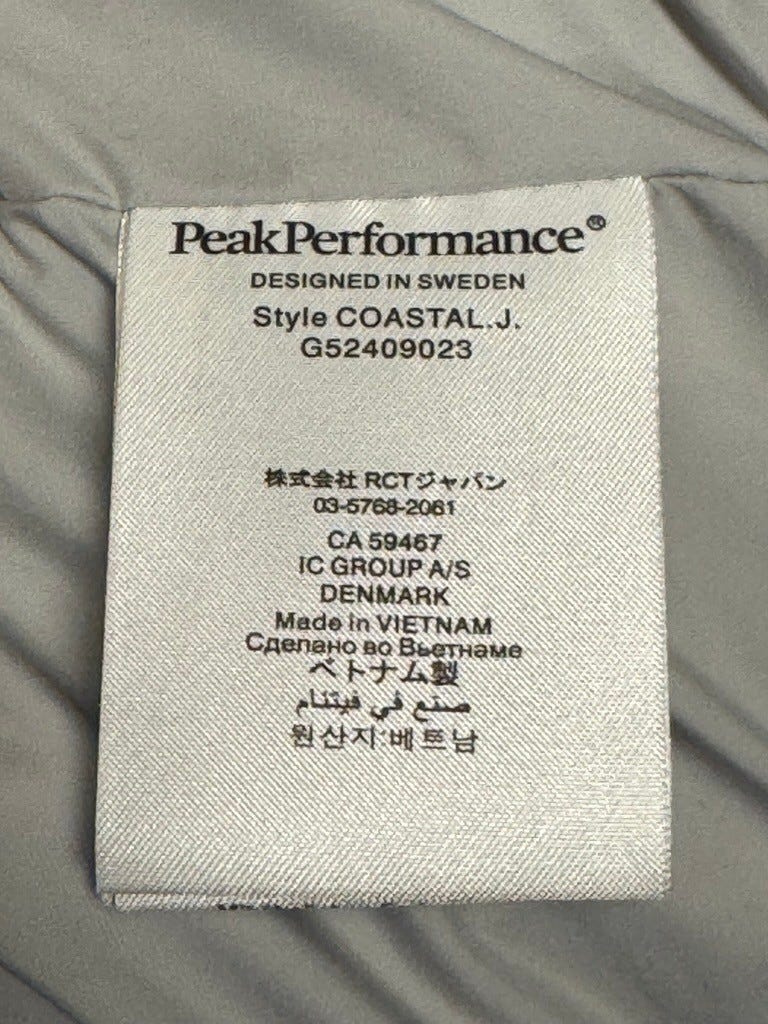 PeakPerformance®
DESIGNED IN SWEDEN
Style COASTAL.J.
G52409023
株式会社 RCTジャパン
03-5768-2061
CA 59467
IC GROUP A/S
DENMARK
Made in VIETNAM
Сделано во Вьетнаме
ベトナム製
صنع في فيتنام
원산지:베트남